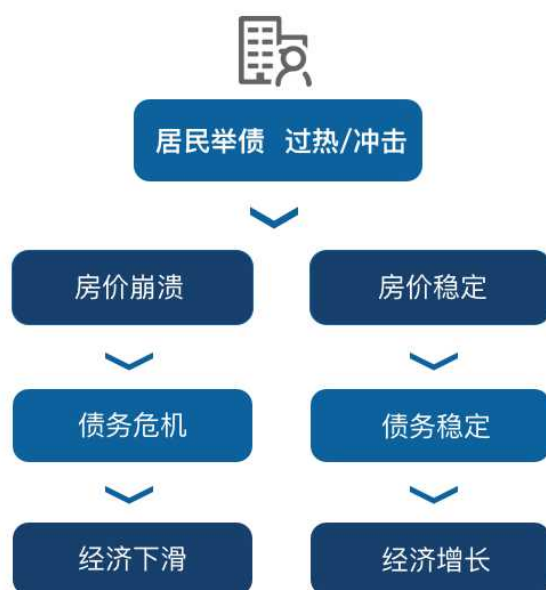 居民举债 过热/冲击
房价崩溃
房价稳定
债务危机
债务稳定
经济下滑
经济增长